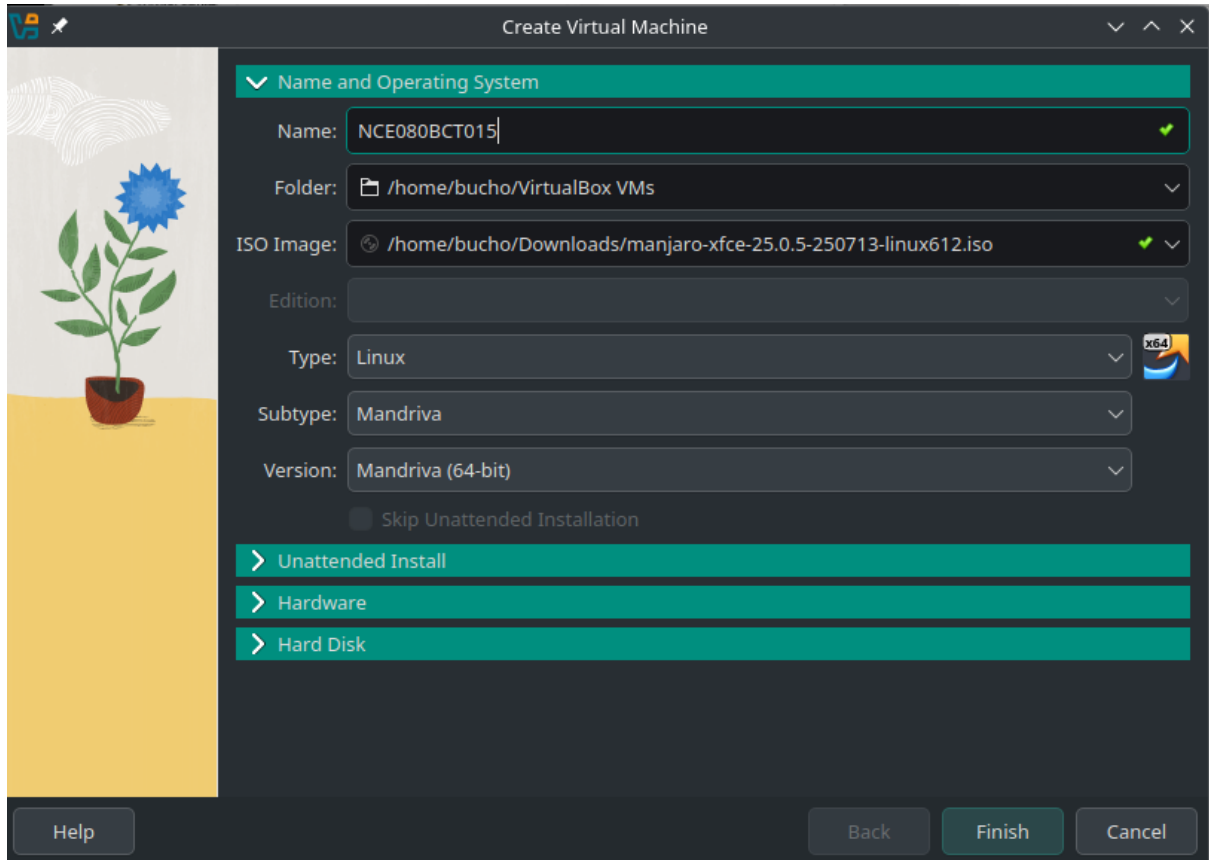 Create Virtual Machine
Name and Operating System
Name: NCE080BCT015
Folder: /home/bucho/VirtualBox VMs
ISO Image: /home/bucho/Downloads/manjaro-xfce-25.0.5-250713-linux612.iso
Edition:
Type: Linux
x64
Subtype: Mandriva
Version: Mandriva (64-bit)
Skip Unattended Installation
Unattended Install
Hardware
Hard Disk
Help Back Finish Cancel